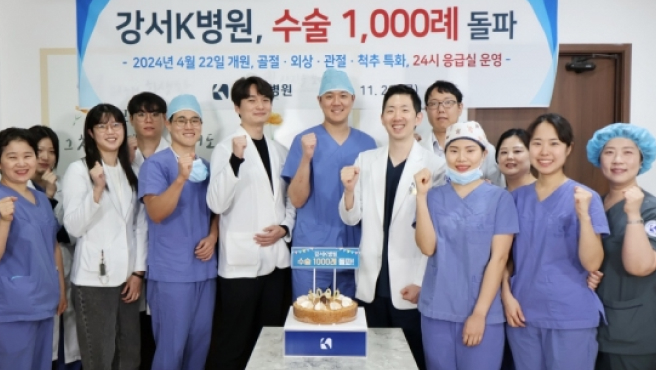 강서K병원, 수술 1,000례 돌파
- 2024년 4월 22일 개원, 골절·외상·관절·척추 특화, 24시 응급실 운영 -
병원 11. 2
강서K병원
수술 1000례 돌파!!